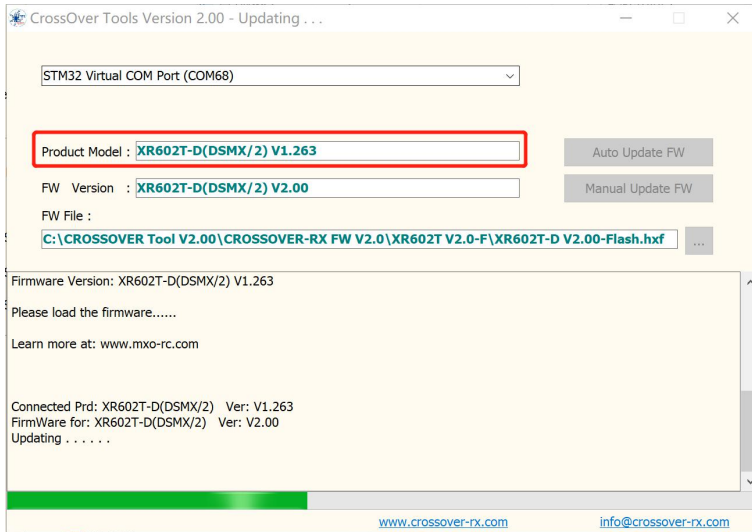 CrossOver Tools Version 2.00 - Updating . . .
STM32 Virtual COM Port (COM68)
Product Model : XR602T-D(DSMX/2) V1.263
Auto Update FW
FW Version : XR602T-D(DSMX/2) V2.00
Manual Update FW
FW File :
C:\CROSSOVER Tool V2.00\CROSSOVER-RX FW V2.0\XR602T V2.0-F\XR602T-D V2.00-Flash.hxf
...
Firmware Version: XR602T-D(DSMX/2) V1.263
Please load the firmware......
Learn more at: www.mxo-rc.com
Connected Prd: XR602T-D(DSMX/2) Ver: V1.263
FirmWare for: XR602T-D(DSMX/2) Ver: V2.00
Updating . . . . . .
www.crossover-rx.com
info@crossover-rx.com